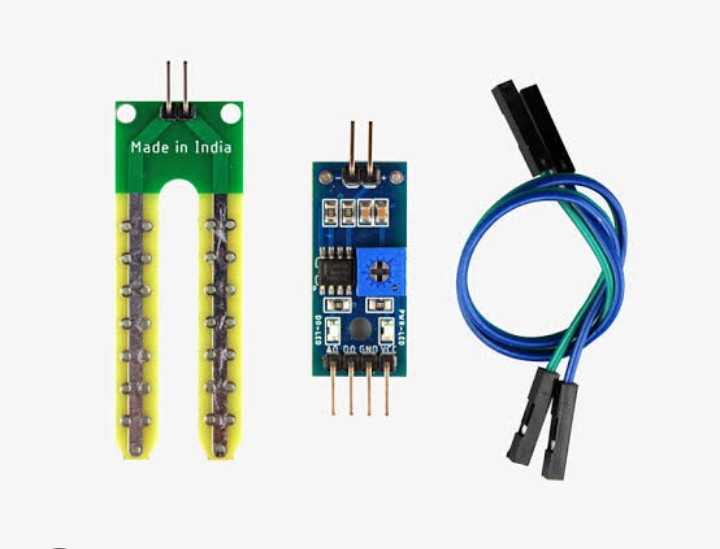 Made in India
- +
DO-LED
PWR-LED
AO DO GND VCC